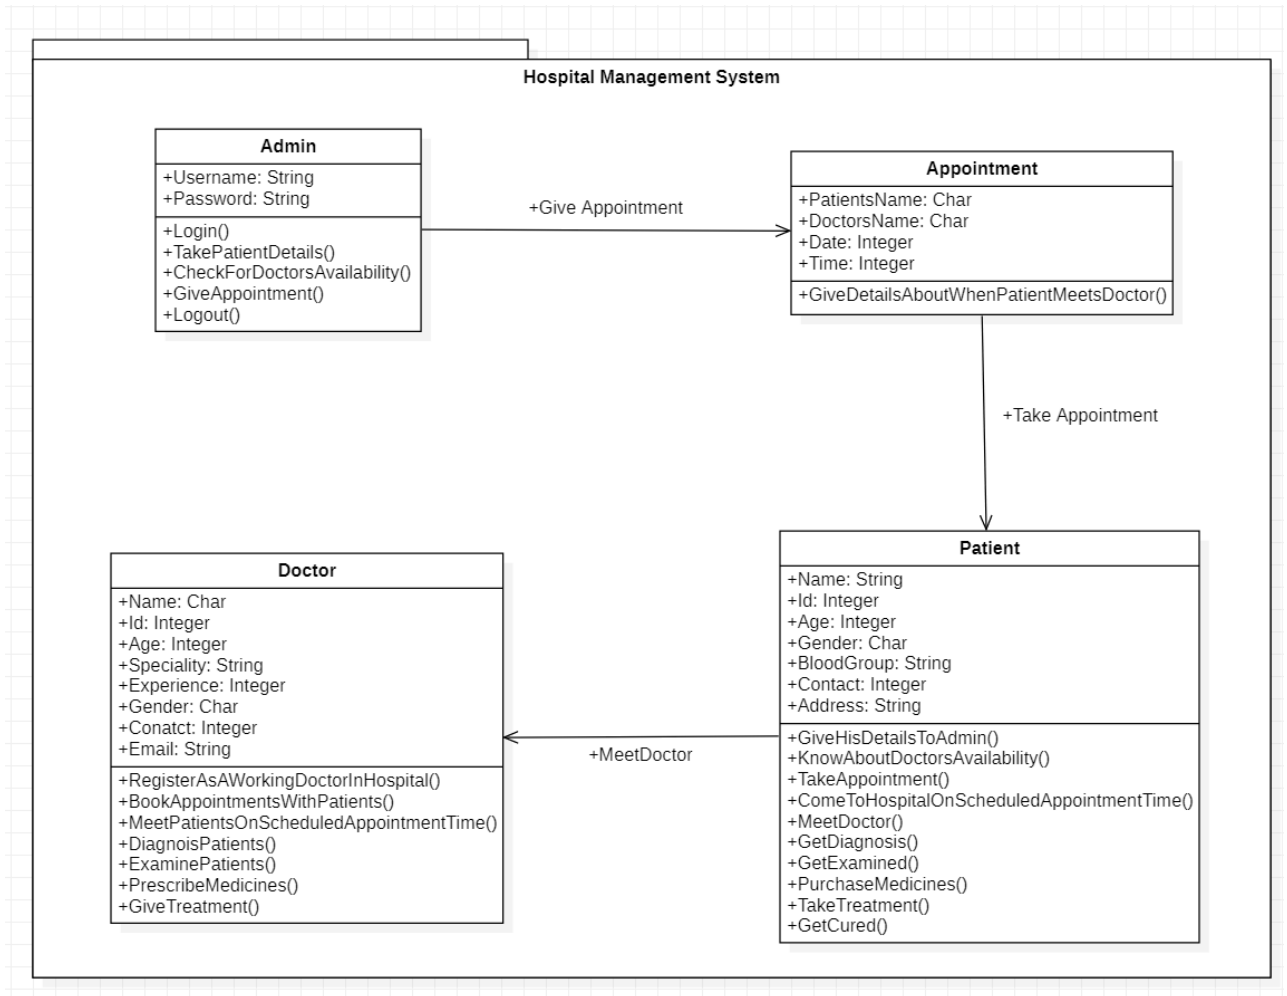 Hospital Management System
Admin
+Username: String
+Password: String
+Login()
+TakePatientDetails()
+CheckForDoctorsAvailability()
+GiveAppointment()
+Logout()
+Give Appointment
Appointment
+PatientsName: Char
+DoctorsName: Char
+Date: Integer
+Time: Integer
+GiveDetailsAboutWhenPatientMeetsDoctor()
+Take Appointment
Doctor
+Name: Char
+Id: Integer
+Age: Integer
+Speciality: String
+Experience: Integer
+Gender: Char
+Conatct: Integer
+Email: String
+RegisterAsAWorkingDoctorInHospital()
+BookAppointmentsWithPatients()
+MeetPatientsOnScheduledAppointmentTime()
+DiagnoisPatients()
+ExaminePatients()
+PrescribeMedicines()
+GiveTreatment()
+MeetDoctor
Patient
+Name: String
+Id: Integer
+Age: Integer
+Gender: Char
+BloodGroup: String
+Contact: Integer
+Address: String
+GiveHisDetailsToAdmin()
+KnowAboutDoctorsAvailability()
+TakeAppointment()
+ComeToHospitalOnScheduledAppointmentTime()
+MeetDoctor()
+GetDiagnosis()
+GetExamined()
+PurchaseMedicines()
+TakeTreatment()
+GetCured()